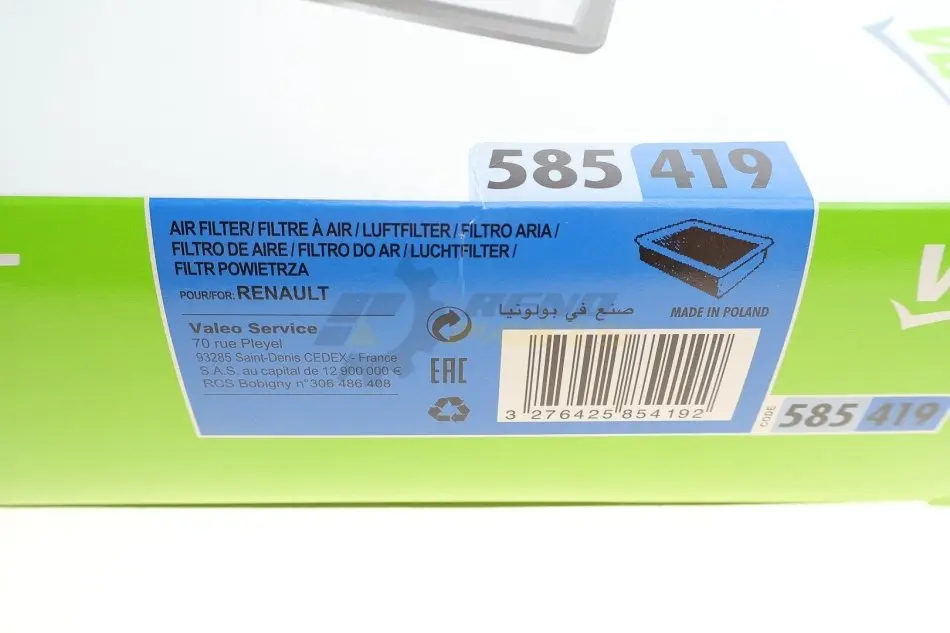 585 419
AIR FILTER/ FILTRE À AIR / LUFTFILTER / FILTRO ARIA /
FILTRO DE AIRE / FILTRO DO AR / LUCHTFILTER /
FILTR POWIETRZA
POUR/FOR: RENAULT
Valeo Service
70 rue Pleyel
93285 Saint-Denis CEDEX - France
S.A.S. au capital de 12 900 000 €
RCS Bobigny n°306 486 408
EAC
صنع في بولونيا
MADE IN POLAND
3 276425 854192
CODE 585 419